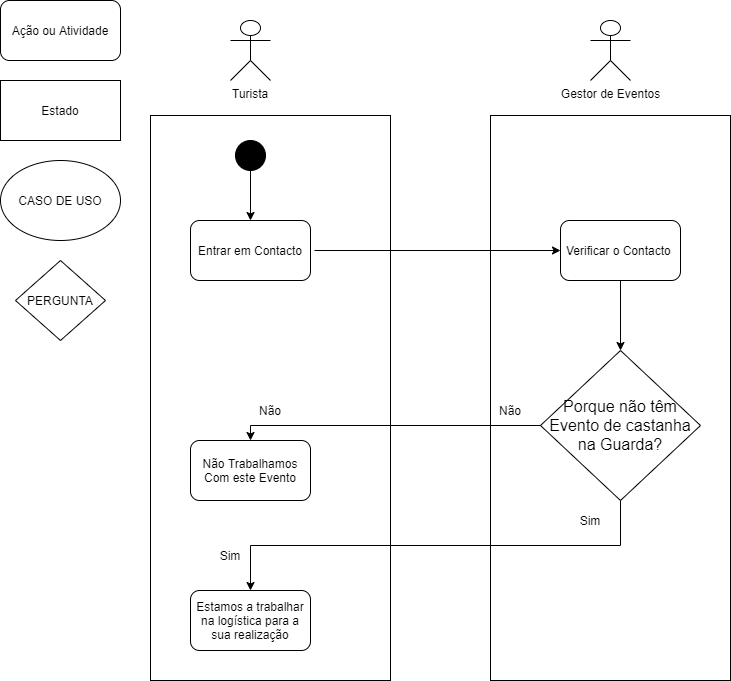 Ação ou Atividade
Estado
CASO DE USO
PERGUNTA
Turista
Gestor de Eventos
Entrar em Contacto
Verificar o Contacto
Porque não têm
Evento de castanha
na Guarda?
Não
Não
Não Trabalhamos
Com este Evento
Sim
Sim
Estamos a trabalhar
na logística para a
sua realização